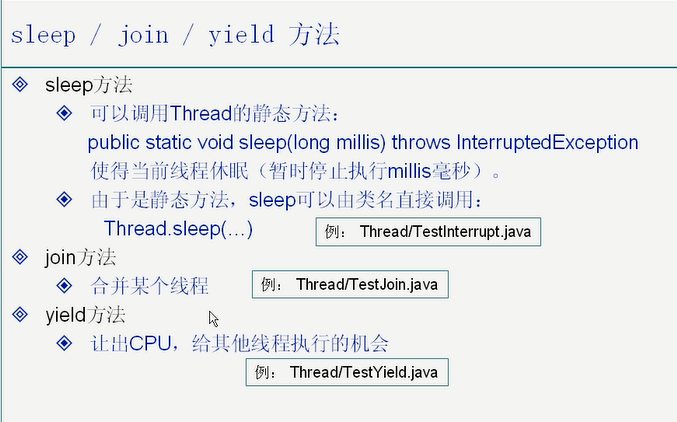 sleep / join / yield 方法
sleep方法
可以调用Thread的静态方法：
public static void sleep(long millis) throws InterruptedException
使得当前线程休眠（暂时停止执行millis毫秒）。
由于是静态方法，sleep可以由类名直接调用：
Thread.sleep(…)
例： Thread/TestInterrupt.java
join方法
合并某个线程
例： Thread/TestJoin.java
yield方法
让出CPU，给其他线程执行的机会
例： Thread/TestYield.java